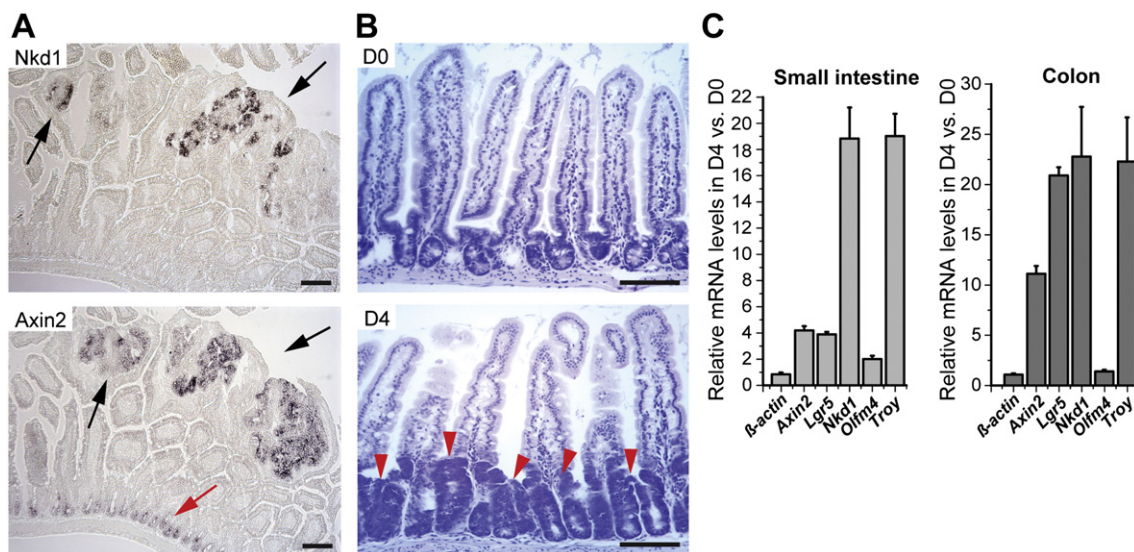 A
Nkd1
Axin2
B
D0
D4
C
Small intestine
Relative mRNA levels in D4 vs. D0
22
20
18
16
14
12
10
8
6
4
2
0
ß-actin
Axin2
Lgr5
Nkd1
Olfm4
Troy
Colon
Relative mRNA levels in D4 vs. D0
30
25
20
15
10
5
0
ß-actin
Axin2
Lgr5
Nkd1
Olfm4
Troy